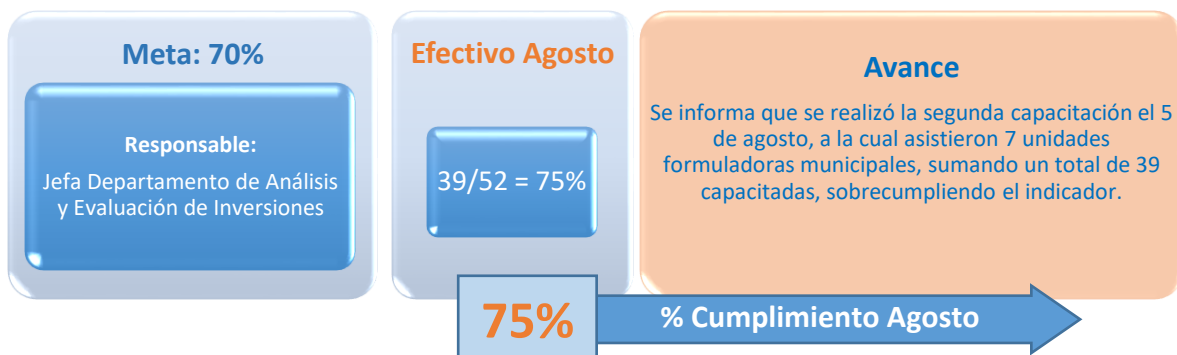 Meta: 70%
Responsable:
Jefa Departamento de Análisis
y Evaluación de Inversiones
Efectivo Agosto
39/52 = 75%
Avance
Se informa que se realizó la segunda capacitación el 5
de agosto, a la cual asistieron 7 unidades
formuladoras municipales, sumando un total de 39
capacitadas, sobrecumpliendo el indicador.
75%
% Cumplimiento Agosto